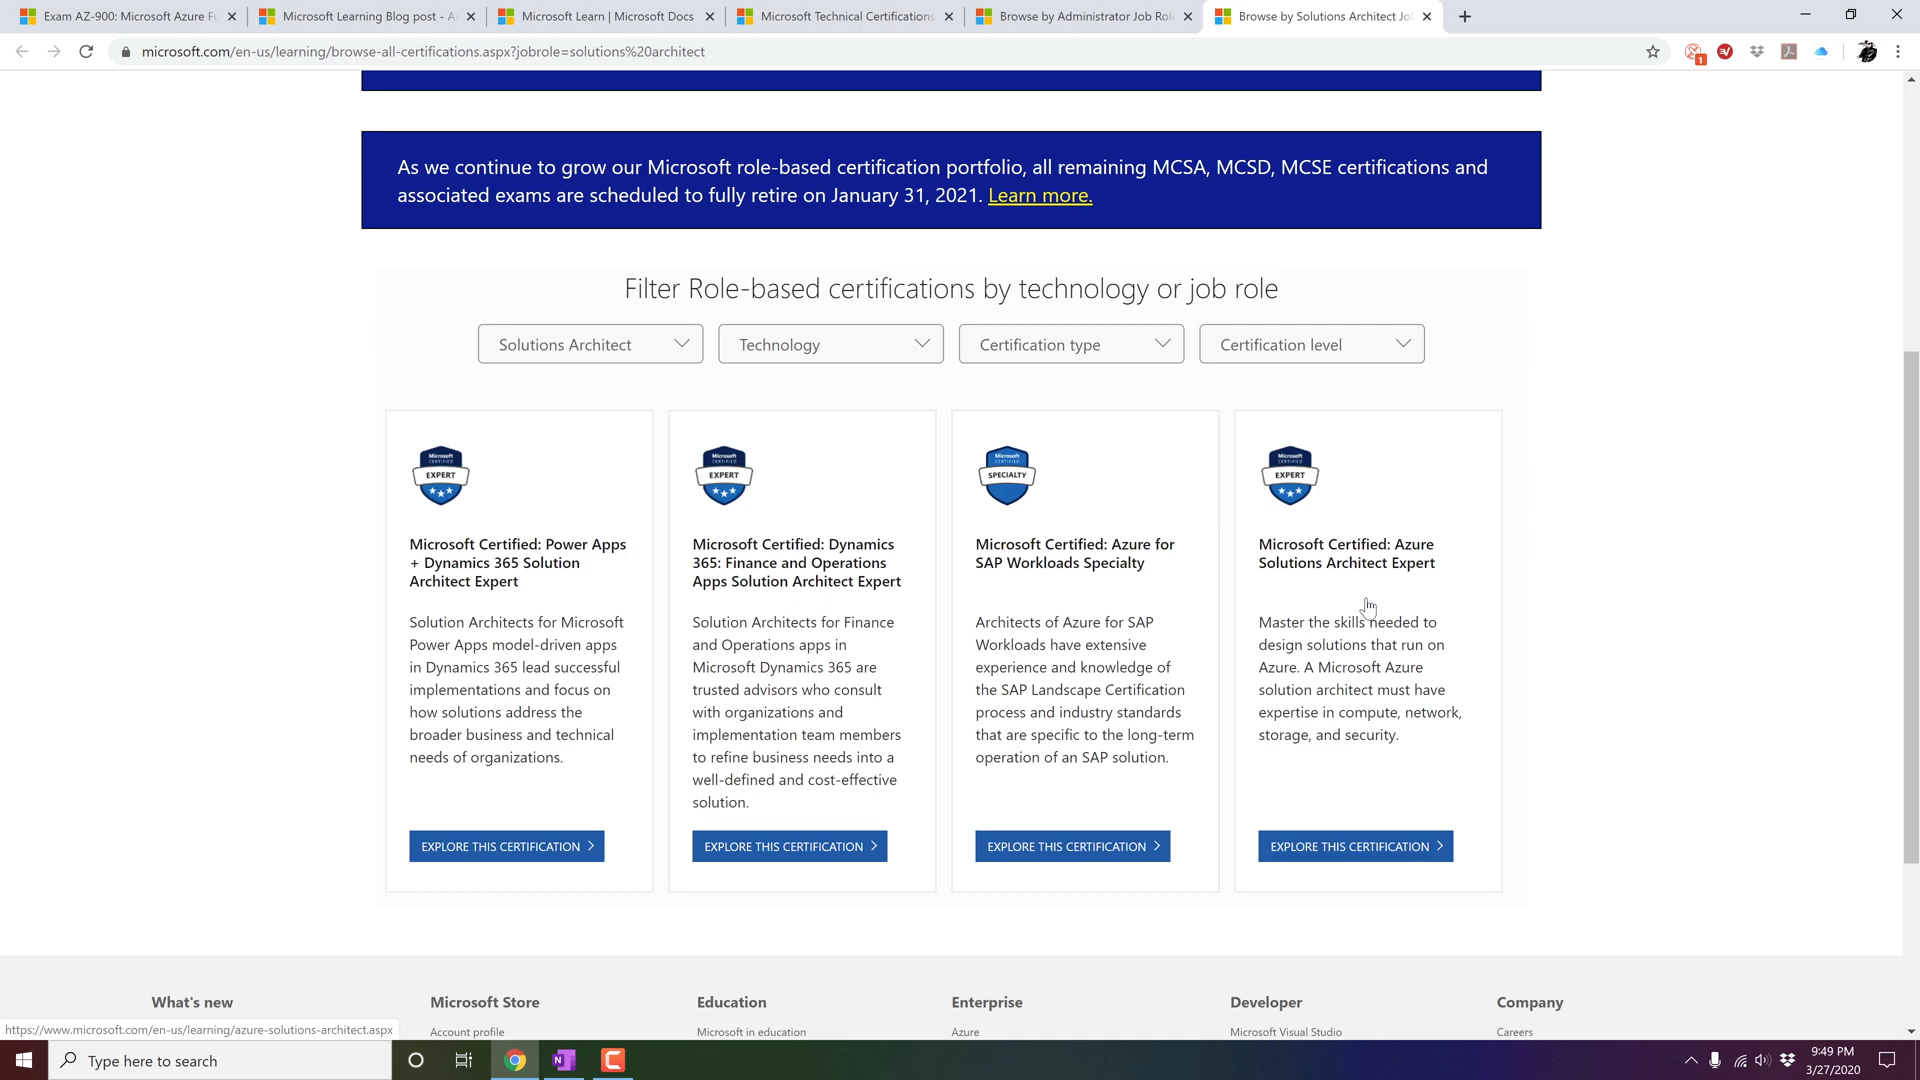 Exam AZ-900: Microsoft Azure Fu
Microsoft Learning Blog post - A
Microsoft Learn | Microsoft Docs
Microsoft Technical Certifications
Browse by Administrator Job Role
Browse by Solutions Architect Jo
microsoft.com/en-us/learning/browse-all-certifications.aspx?jobrole=solutions%20architect
1
As we continue to grow our Microsoft role-based certification portfolio, all remaining MCSA, MCSD, MCSE certifications and
associated exams are scheduled to fully retire on January 31, 2021. Learn more.
Filter Role-based certifications by technology or job role
Solutions Architect
Technology
Certification type
Certification level
Microsoft
CERTIFIED
EXPERT
Microsoft Certified: Power Apps
+ Dynamics 365 Solution
Architect Expert
Solution Architects for Microsoft
Power Apps model-driven apps
in Dynamics 365 lead successful
implementations and focus on
how solutions address the
broader business and technical
needs of organizations.
EXPLORE THIS CERTIFICATION
Microsoft
CERTIFIED
EXPERT
Microsoft Certified: Dynamics
365: Finance and Operations
Apps Solution Architect Expert
Solution Architects for Finance
and Operations apps in
Microsoft Dynamics 365 are
trusted advisors who consult
with organizations and
implementation team members
to refine business needs into a
well-defined and cost-effective
solution.
EXPLORE THIS CERTIFICATION
Microsoft
CERTIFIED
SPECIALTY
Microsoft Certified: Azure for
SAP Workloads Specialty
Architects of Azure for SAP
Workloads have extensive
experience and knowledge of
the SAP Landscape Certification
process and industry standards
that are specific to the long-term
operation of an SAP solution.
EXPLORE THIS CERTIFICATION
Microsoft
CERTIFIED
EXPERT
Microsoft Certified: Azure
Solutions Architect Expert
Master the skills needed to
design solutions that run on
Azure. A Microsoft Azure
solution architect must have
expertise in compute, network,
storage, and security.
EXPLORE THIS CERTIFICATION
What's new
Microsoft Store
Education
Enterprise
Developer
Company
https://www.microsoft.com/en-us/learning/azure-solutions-architect.aspx
Account profile
Microsoft in education
Azure
Microsoft Visual Studio
Careers
Type here to search
N
9:49 PM
3/27/2020